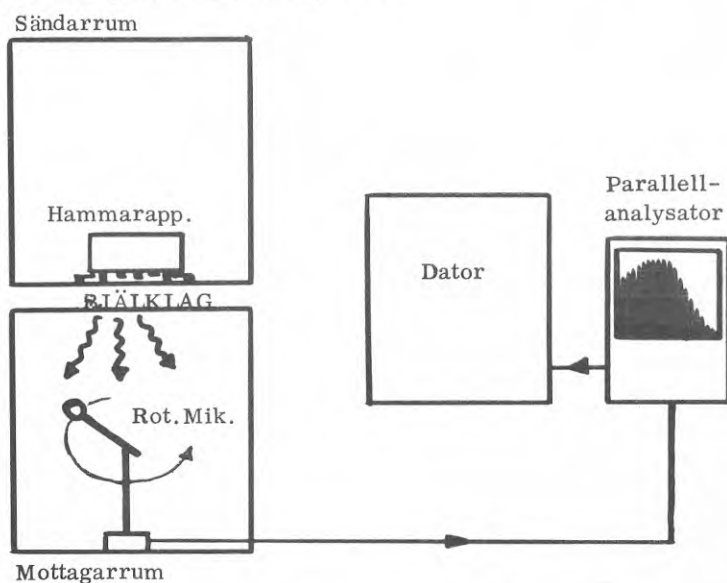 Sändarrum
Hammarapp.
BJÄLKLAG
Rot. Mik.
Mottagarrum
Dator
Parallell-
analysator